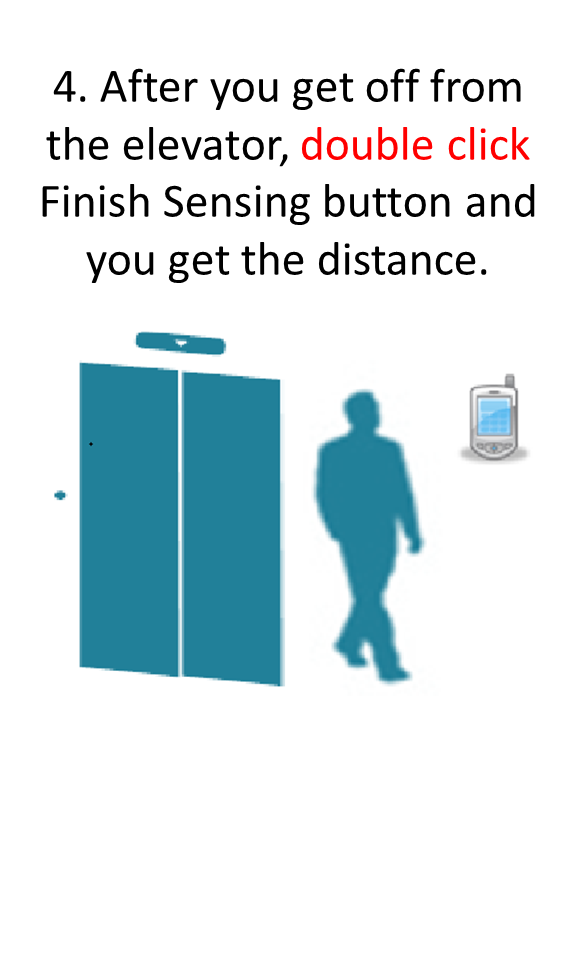 4. After you get off from
the elevator, double click
Finish Sensing button and
you get the distance.